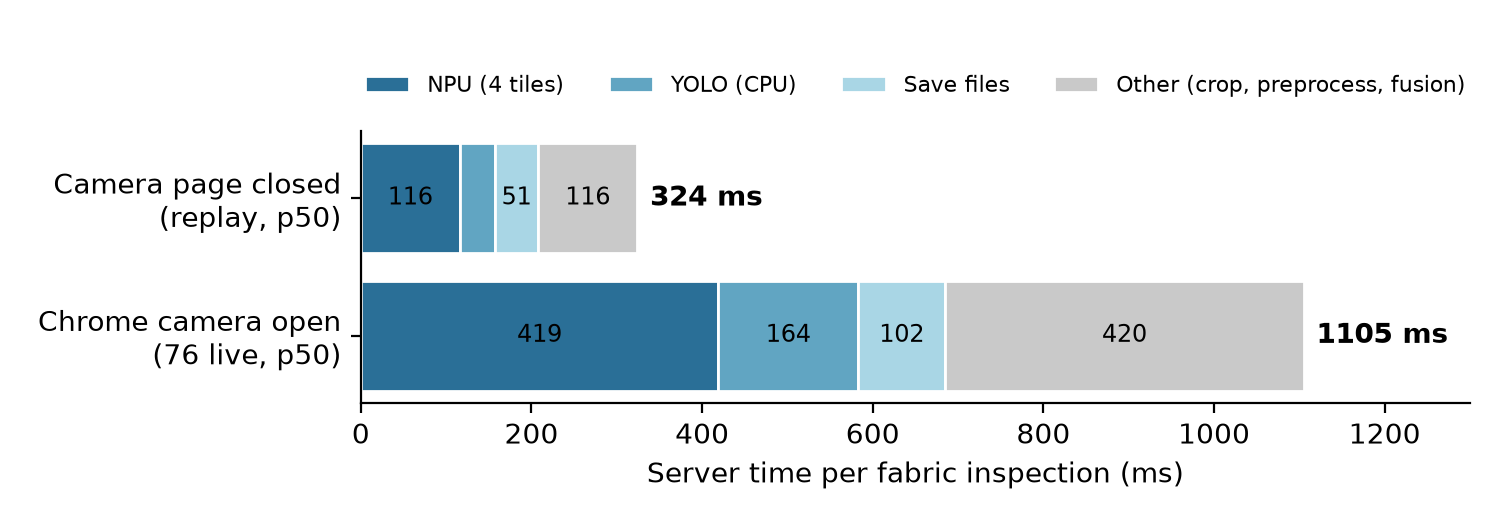 NPU (4 tiles) YOLO (CPU) Save files Other (crop, preprocess, fusion)
Camera page closed
(replay, p50)
116 51 116 324 ms
Chrome camera open
(76 live, p50)
419 164 102 420 1105 ms
0 200 400 600 800 1000 1200
Server time per fabric inspection (ms)